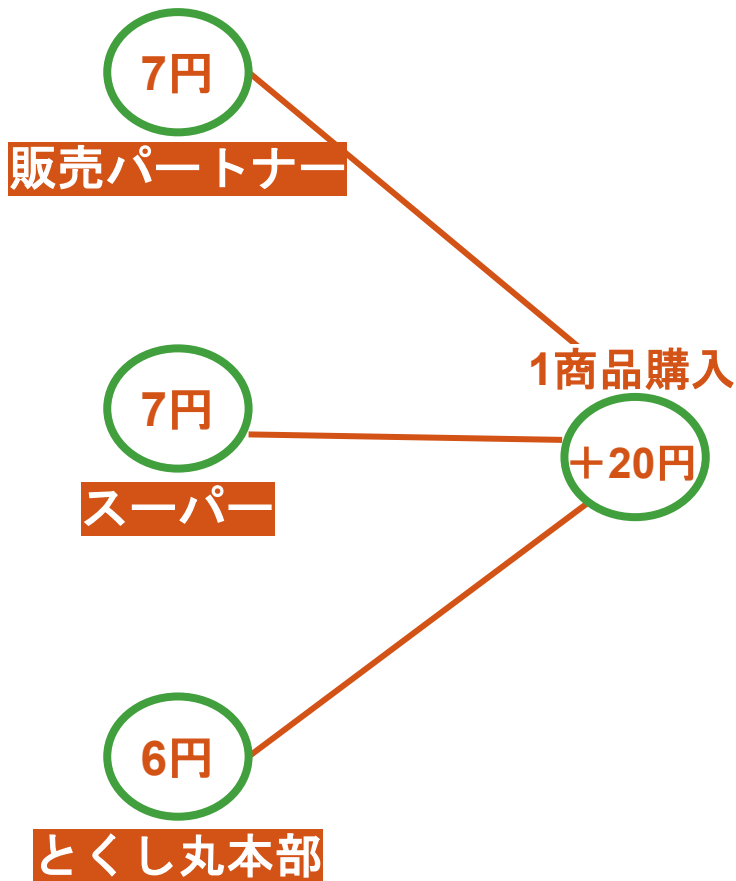 7円
販売パートナー
7円
スーパー
6円
とくし丸本部
1商品購入
＋20円